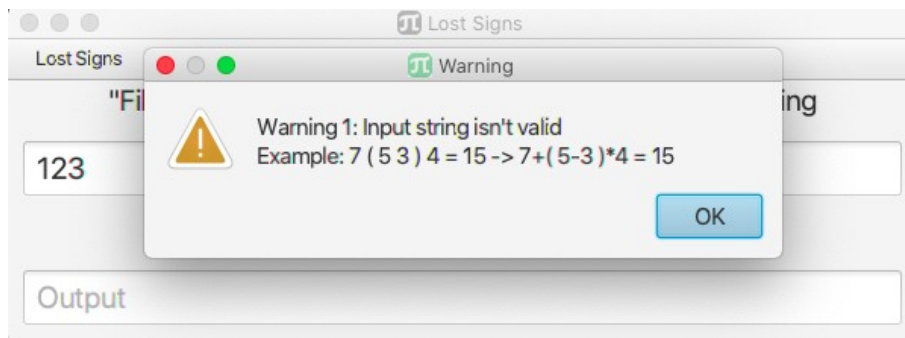 Lost Signs
Lost Signs
Warning
"Fil
ing
Warning 1: Input string isn't valid
Example: 7 ( 5 3 ) 4 = 15 -> 7+( 5-3 )*4 = 15
123
OK
Output